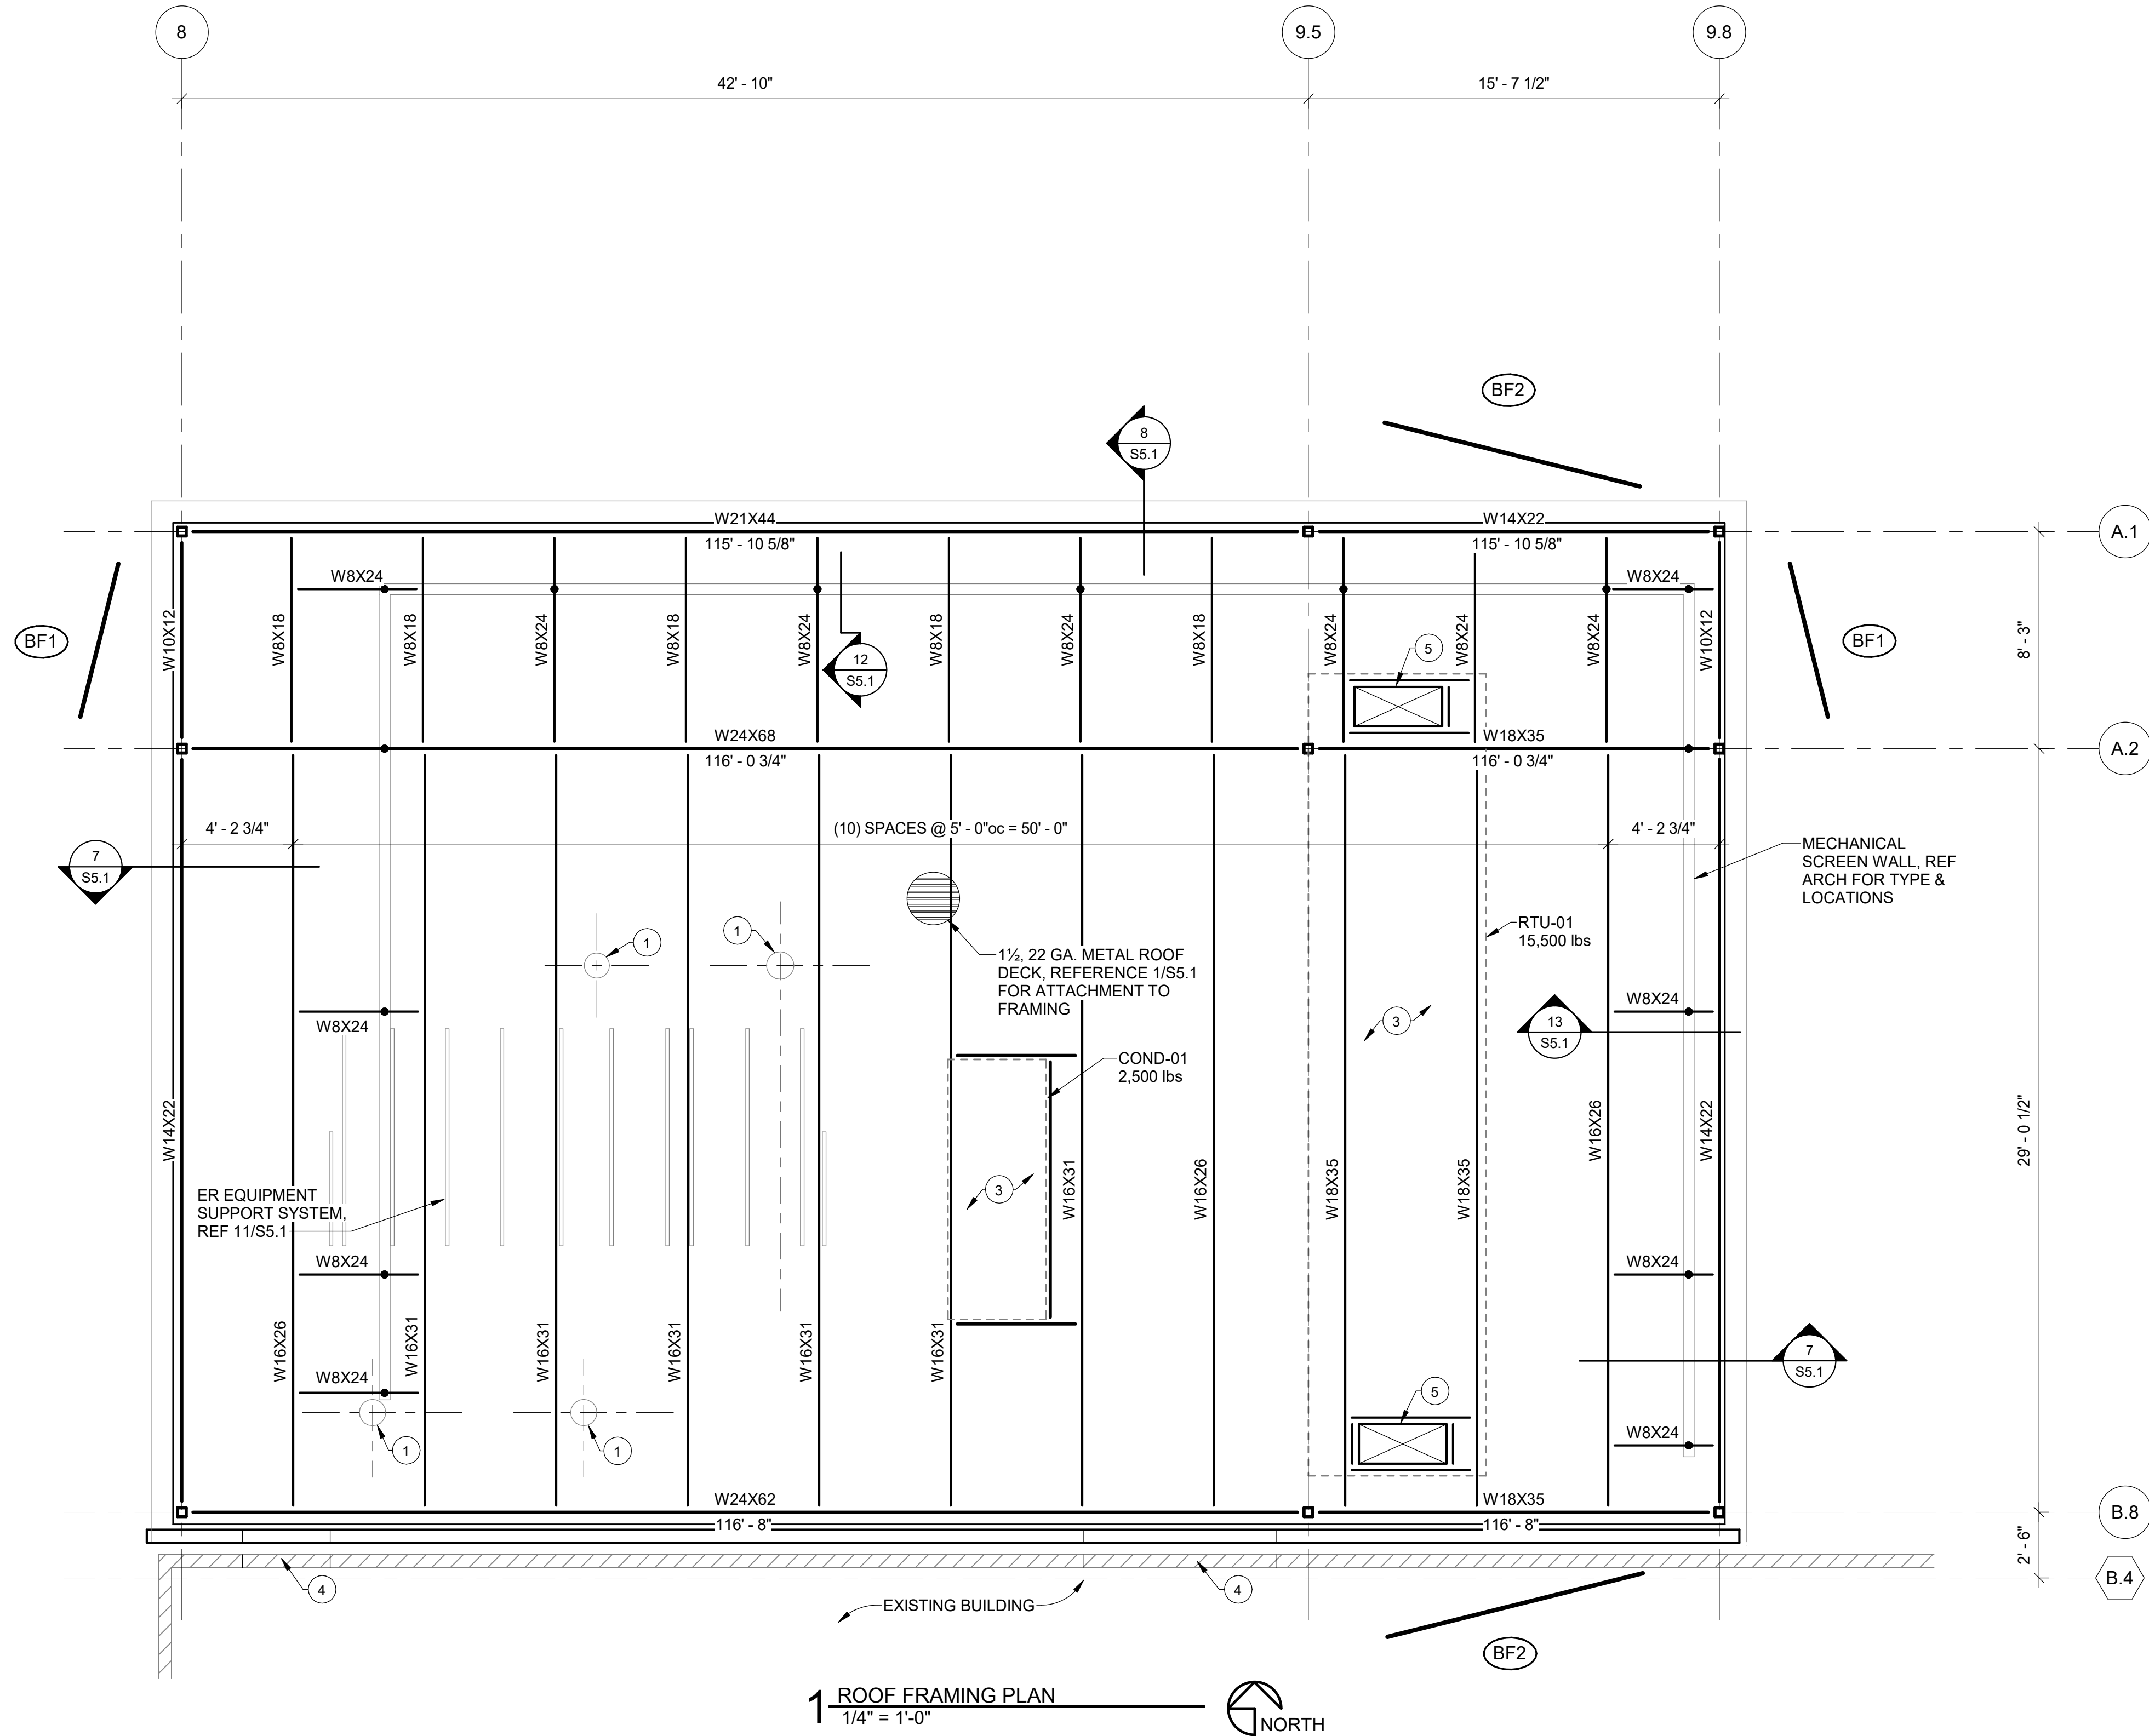 8
9.5
9.8
42' - 10"
15' - 7 1/2"
BF2
8
S5.1
W21X44
W14X22
A.1
115' - 10 5/8"
115' - 10 5/8"
W8X24
W8X24
BF1
W10X12
W8X18
W8X18
W8X24
W8X18
W8X24
W8X18
W8X24
W8X18
W8X24
W8X24
W8X24
W10X12
BF1
8' - 3"
12
S5.1
5
W24X68
W18X35
A.2
116' - 0 3/4"
116' - 0 3/4"
4' - 2 3/4"
(10) SPACES @ 5' - 0"oc = 50' - 0"
4' - 2 3/4"
7
S5.1
MECHANICAL
SCREEN WALL, REF
ARCH FOR TYPE &
LOCATIONS
1
1
RTU-01
15,500 lbs
1½, 22 GA. METAL ROOF
DECK, REFERENCE 1/S5.1
FOR ATTACHMENT TO
FRAMING
W8X24
W8X24
3
13
S5.1
COND-01
2,500 lbs
W14X22
W16X31
W16X26
W18X35
W18X35
W16X26
W14X22
29' - 0 1/2"
3
ER EQUIPMENT
SUPPORT SYSTEM,
REF 11/S5.1
W8X24
W8X24
W16X26
W16X31
W16X31
W16X31
W16X31
W16X31
7
S5.1
W8X24
5
1
1
W8X24
W24X62
W18X35
B.8
116' - 8"
116' - 8"
2' - 6"
4
4
B.4
EXISTING BUILDING
BF2
1 ROOF FRAMING PLAN
1/4" = 1'-0"
NORTH